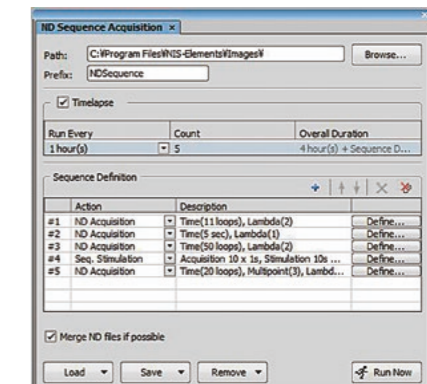 ND Sequence Acquisition ×
Path: C:¥Program Files¥NIS-Elements¥Images¥ Browse...
Prefix: NDSequence
Timelapse
Run Every Count Overall Duration
1 hour(s) 5 4 hour(s) + Sequence D...
Sequence Definition
Action Description
#1 ND Acquisition Time(11 loops), Lambda(2) Define...
#2 ND Acquisition Time(5 sec), Lambda(1) Define...
#3 ND Acquisition Time(50 loops), Lambda(2) Define...
#4 Seq. Stimulation Acquisition 10 x 1s, Stimulation 10s ... Define...
#5 ND Acquisition Time(20 loops), Multipoint(3), Lambd... Define...
Merge ND files if possible
Load Save Remove Run Now